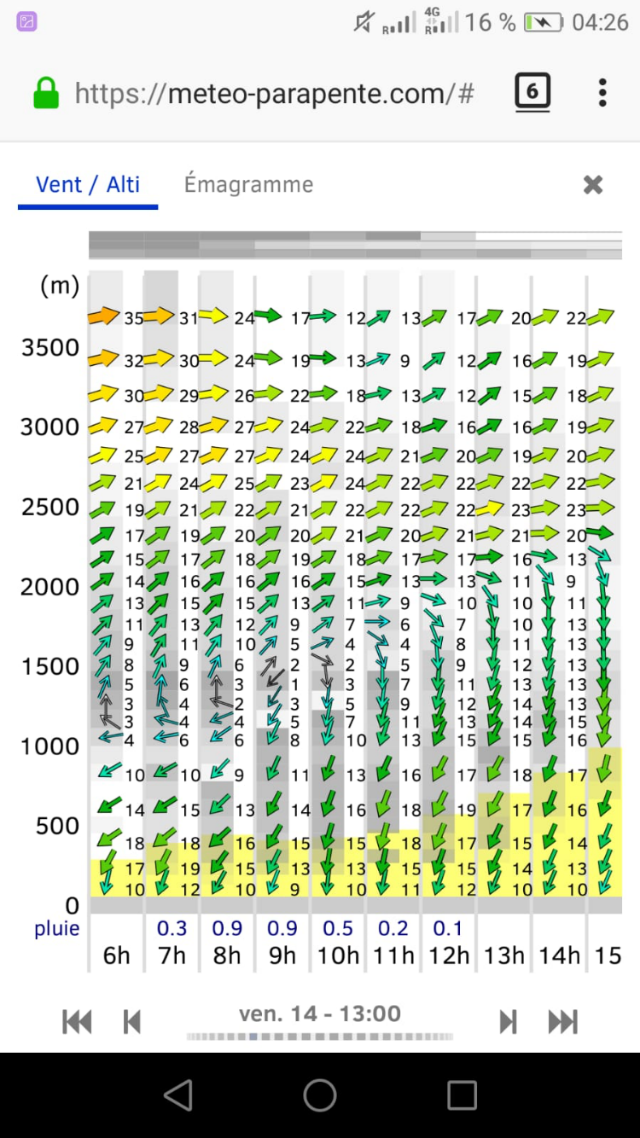 4G
R R 16 % 04:26
https://meteo-parapente.com/# 6
Vent / Alti Émagramme
(m)
35 31 24 17 12 13 17 20 22
3500
32 30 24 19 13 9 12 16 19
30 29 26 22 18 13 12 15 18
3000 27 28 27 24 22 18 16 16 19
25 27 27 24 24 21 20 19 20
21 24 25 23 24 22 22 22 22
2500 19 21 22 21 22 22 22 23 23
17 19 20 20 21 20 21 21 20
15 17 18 19 17 17 17 16 13
2000 14 16 16 16 15 13 13 11 9
13 15 15 13 11 9 10 10 11
11 13 12 9 7 6 7 10 13
9 11 10 5 4 4 8 11 13
1500 8 9 6 2 2 5 9 12 13
5 6 3 1 3 7 11 13 13
3 4 2 3 5 9 12 14 14
3 4 4 5 7 11 13 14 15
1000 4 6 6 8 10 13 15 15 16
10 10 9 11 13 16 17 18 17
14 15 13 14 16 18 19 17 16
500 18 18 16 15 15 18 17 15 14
17 19 15 13 13 15 15 14 13
10 12 10 9 10 11 12 10 10
0
pluie 0.3 0.9 0.9 0.5 0.2 0.1
6h 7h 8h 9h 10h 11h 12h 13h 14h 15
ven. 14 - 13:00